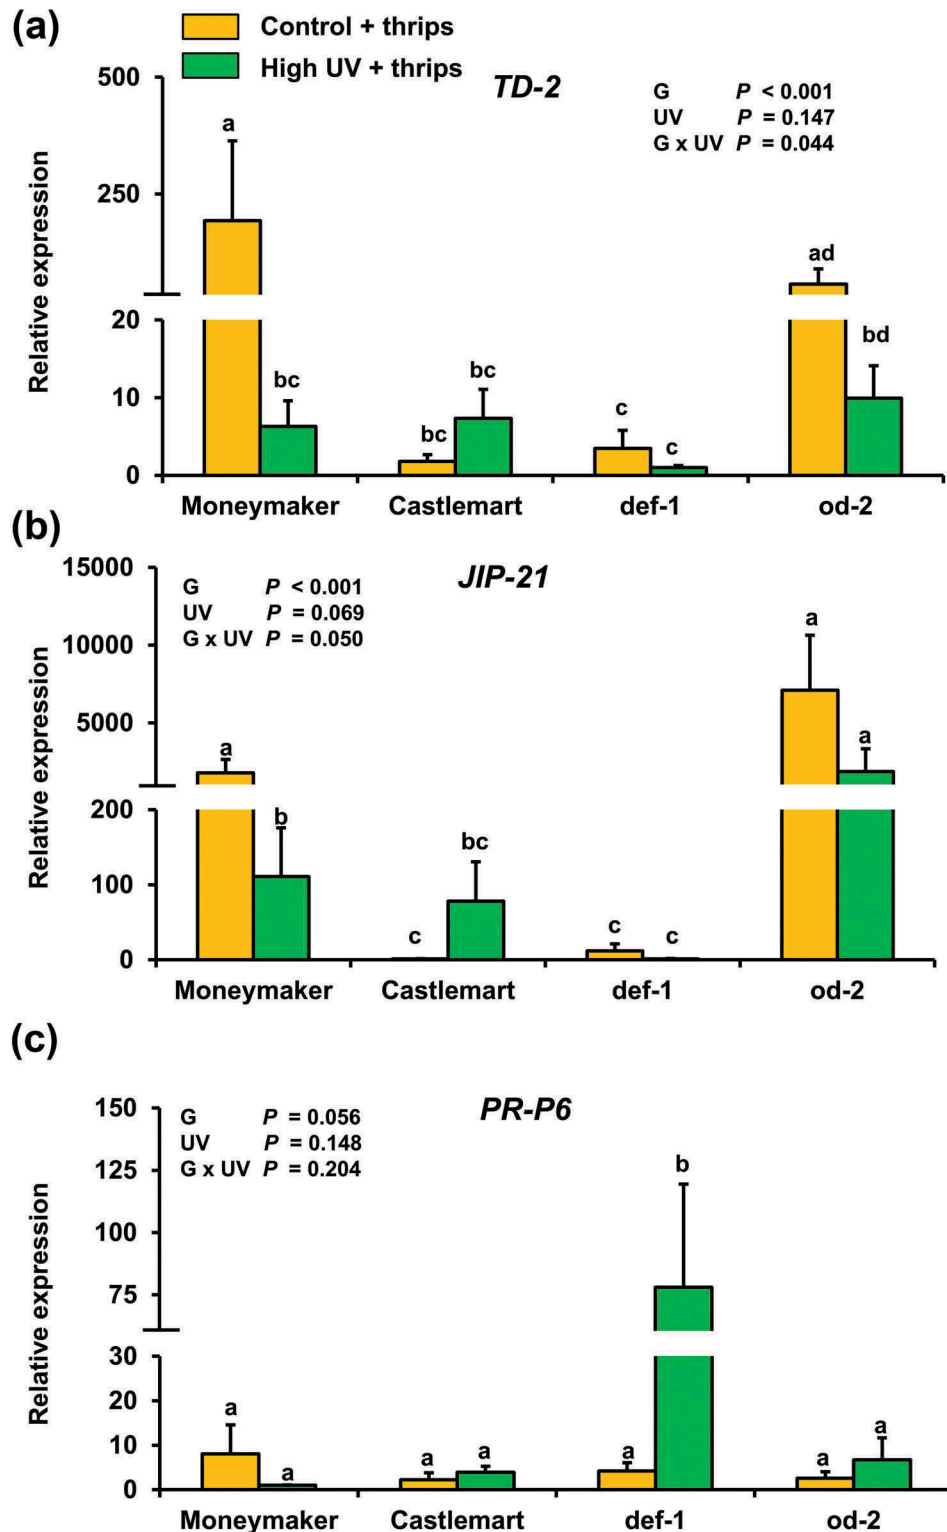 (a)
Control + thrips
High UV + thrips
TD-2
G P < 0.001
UV P = 0.147
G x UV P = 0.044
Relative expression
500
250
20
10
0
a
bc
bc
bc
c
c
ad
bd
Moneymaker Castlemart def-1 od-2
(b)
JIP-21
G P < 0.001
UV P = 0.069
G x UV P = 0.050
Relative expression
15000
10000
5000
200
100
0
a
b
c
bc
c
c
a
a
Moneymaker Castlemart def-1 od-2
(c)
PR-P6
G P = 0.056
UV P = 0.148
G x UV P = 0.204
Relative expression
150
125
100
75
30
20
10
0
a
a
a
a
a
b
a
a
Moneymaker Castlemart def-1 od-2